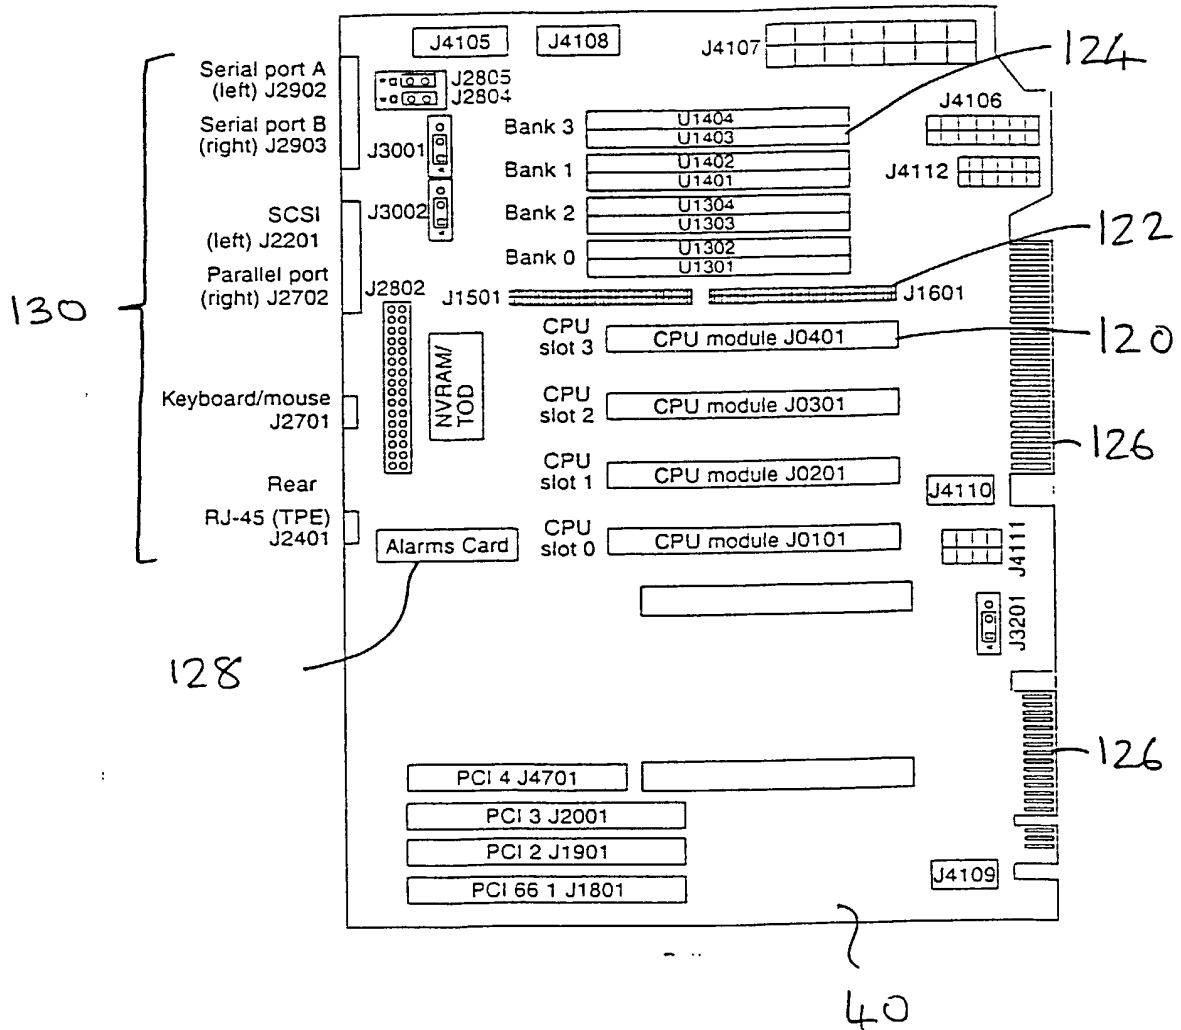 J4105
J4108
J4107
124
Serial port A
(left) J2902
J2805
J2804
J4106
Serial port B
(right) J2903
J3001
Bank 3
U1404
U1403
Bank 1
U1402
U1401
J4112
SCSI
(left) J2201
J3002
Bank 2
U1304
U1303
122
Bank 0
U1302
U1301
Parallel port
(right) J2702
J2802
J1501
J1601
130
CPU
slot 3
CPU module J0401
120
NVRAM/
TOD
Keyboard/mouse
J2701
CPU
slot 2
CPU module J0301
126
CPU
slot 1
CPU module J0201
Rear
J4110
RJ-45 (TPE)
J2401
Alarms Card
CPU
slot 0
CPU module J0101
J4111
J3201
128
126
PCI 4 J4701
PCI 3 J2001
PCI 2 J1901
PCI 66 1 J1801
J4109
40